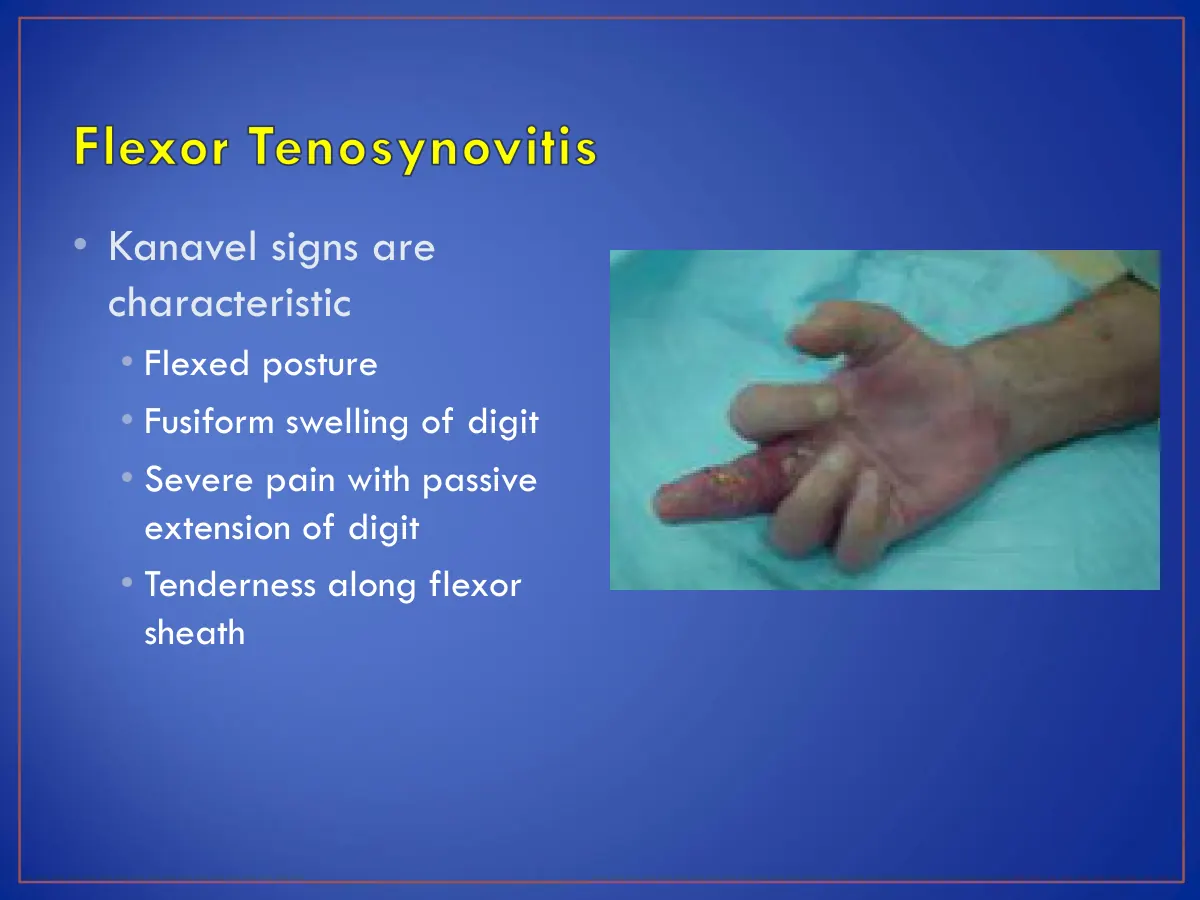 Flexor Tenosynovitis
• Kanavel signs are
characteristic
• Flexed posture
• Fusiform swelling of digit
• Severe pain with passive
extension of digit
• Tenderness along flexor
sheath